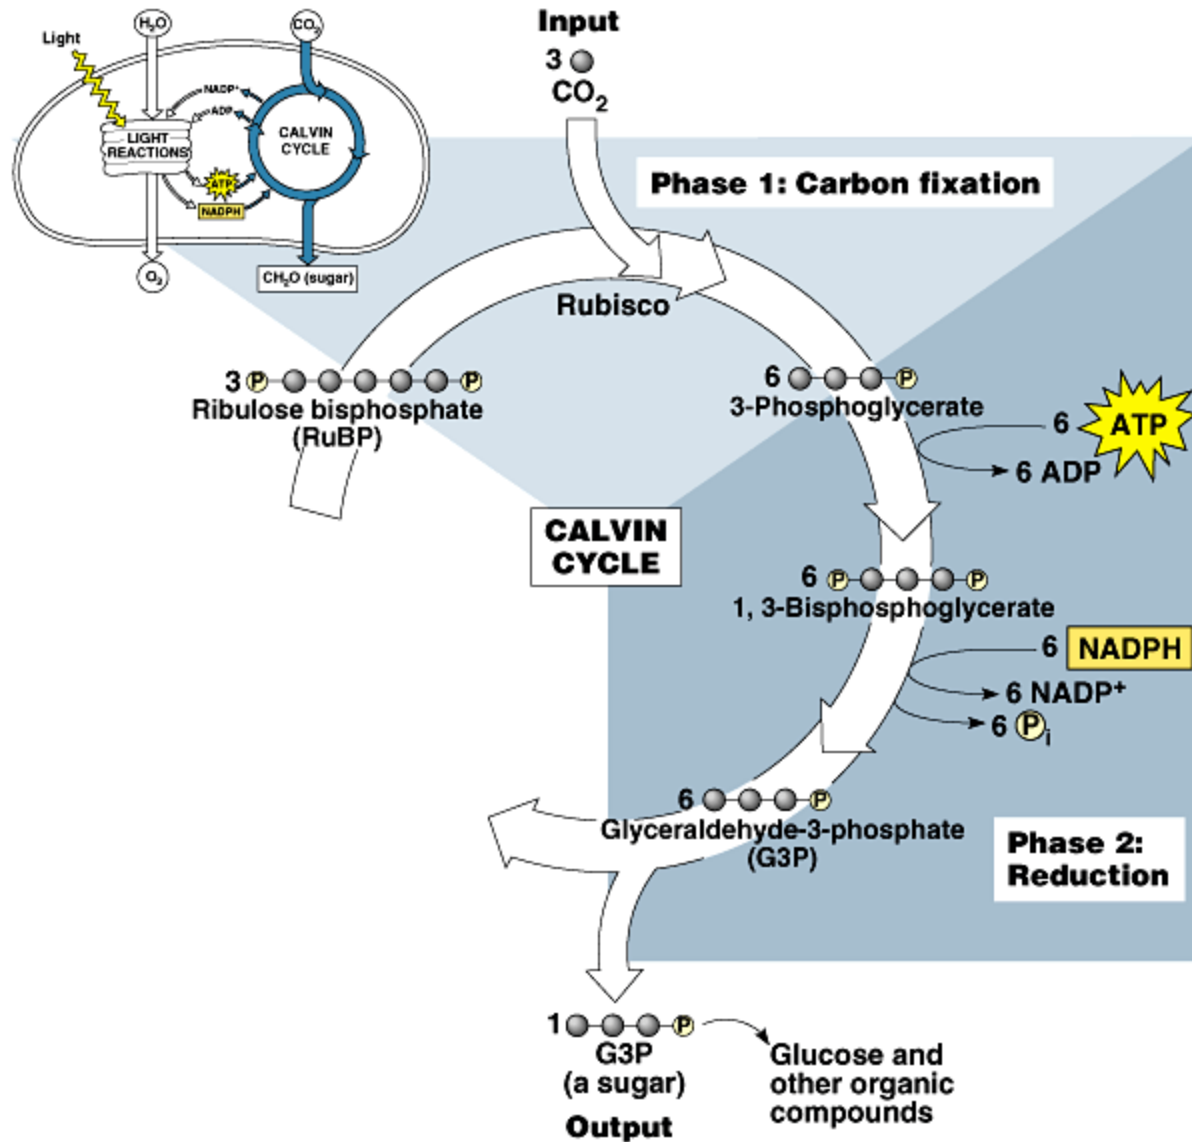 H₂O
CO₂
Light
NADP⁺
ADP
LIGHT
REACTIONS
CALVIN
CYCLE
ATP
NADPH
O₂
CH₂O (sugar)
Input
3
CO₂
Phase 1: Carbon fixation
Rubisco
3 P P
Ribulose bisphosphate
(RuBP)
6 P
3-Phosphoglycerate
6 ATP
6 ADP
CALVIN
CYCLE
6 P P
1, 3-Bisphosphoglycerate
6 NADPH
6 NADP⁺
6 Pᵢ
6 P
Glyceraldehyde-3-phosphate
(G3P)
Phase 2:
Reduction
1 P
G3P
(a sugar)
Output
Glucose and
other organic
compounds